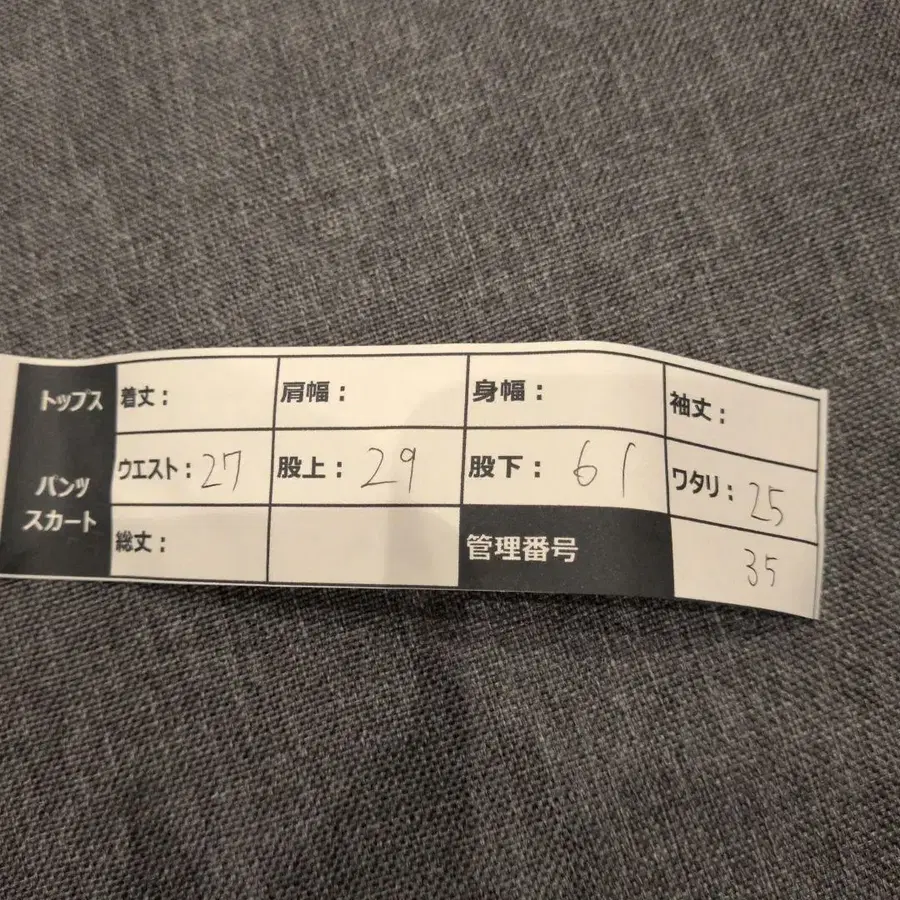 トップス 着丈： 肩幅： 身幅： 袖丈：
パンツ ウエスト：27 股上：29 股下：61 ワタリ：25
スカート 総丈： 管理番号 35